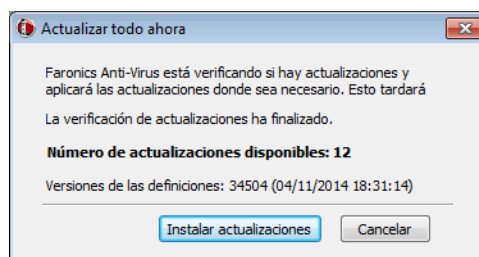 Actualizar todo ahora
Faronics Anti-Virus está verificando si hay actualizaciones y
aplicará las actualizaciones donde sea necesario. Esto tardará
La verificación de actualizaciones ha finalizado.
Número de actualizaciones disponibles: 12
Versiones de las definiciones: 34504 (04/11/2014 18:31:14)
Instalar actualizaciones
Cancelar